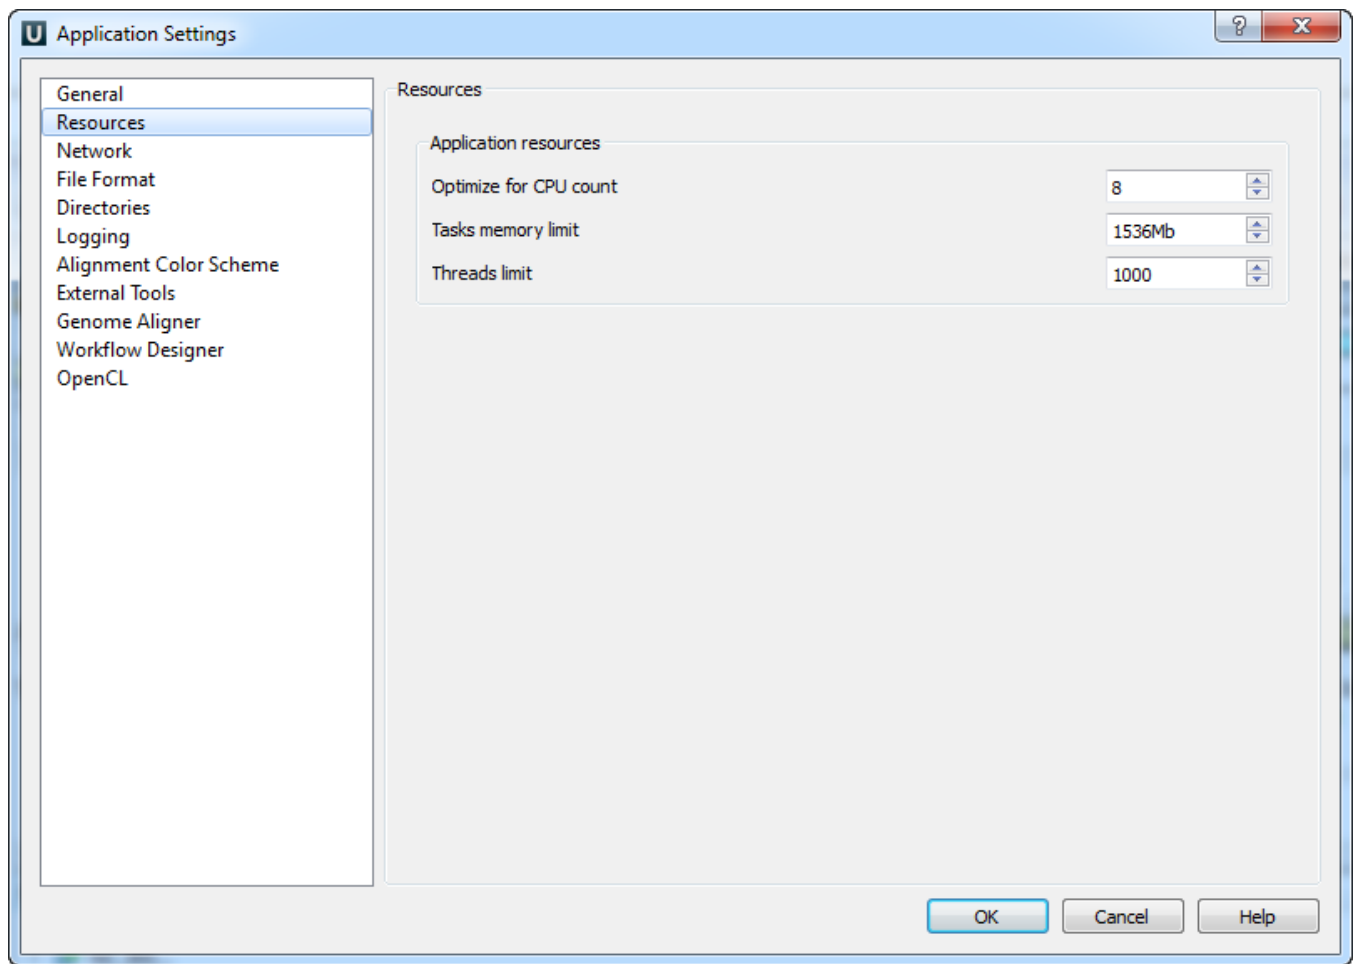 U Application Settings
General
Resources
Network
File Format
Directories
Logging
Alignment Color Scheme
External Tools
Genome Aligner
Workflow Designer
OpenCL
Resources
Application resources
Optimize for CPU count 8
Tasks memory limit 1536Mb
Threads limit 1000
OK Cancel Help